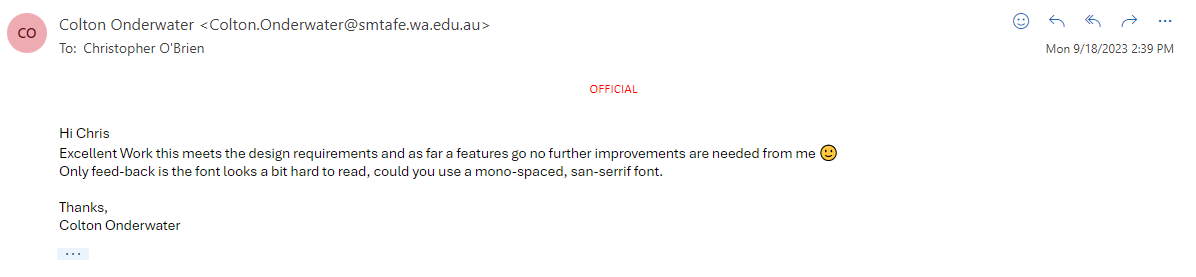 CO
Colton Onderwater <Colton.Onderwater@smtafe.wa.edu.au>
To: Christopher O'Brien
Mon 9/18/2023 2:39 PM
OFFICIAL
Hi Chris
Excellent Work this meets the design requirements and as far a features go no further improvements are needed from me 🙂
Only feed-back is the font looks a bit hard to read, could you use a mono-spaced, san-serrif font.
Thanks,
Colton Onderwater